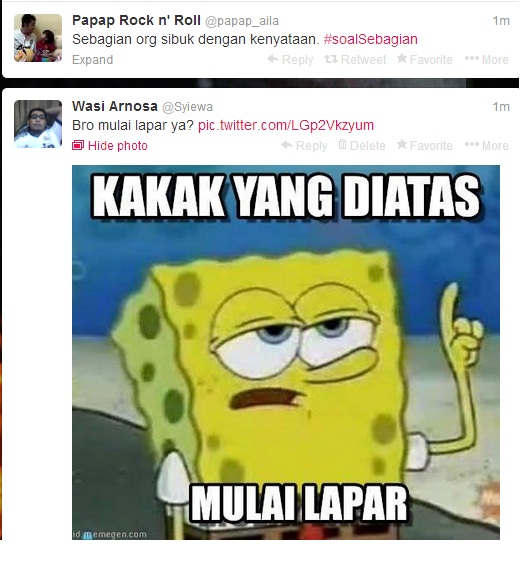 Papap Rock n' Roll @papap_aila 1m
Sebagian org sibuk dengan kenyataan. #soalSebagian
Expand Reply Retweet Favorite More
Wasi Arnosa @Syiewa 1m
Bro mulai lapar ya? pic.twitter.com/LGp2Vkzyum
Hide photo Reply Delete Favorite More
KAKAK YANG DIATAS
MULAI LAPAR
id.memegen.com